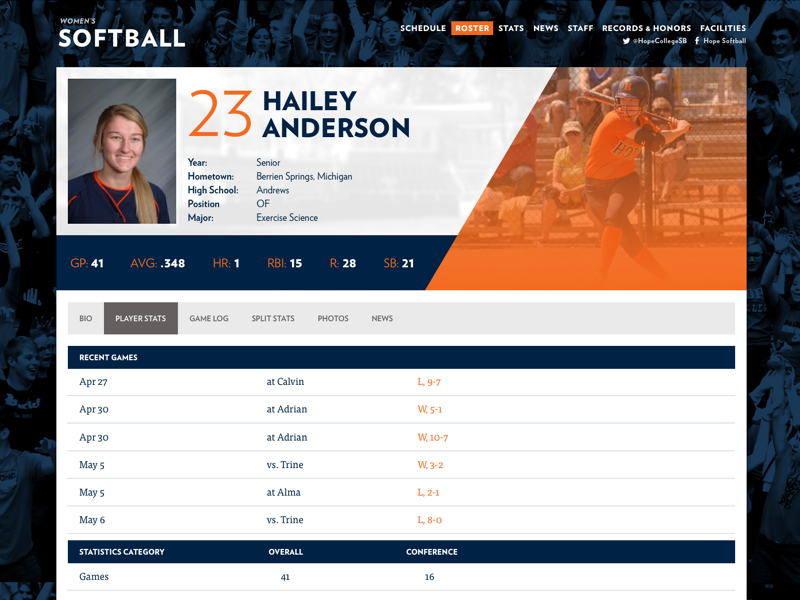 WOMEN'S
SOFTBALL
SCHEDULE ROSTER STATS NEWS STAFF RECORDS & HONORS FACILITIES
@HopeCollegeSB Hope Softball
23 HAILEY
ANDERSON
Year: Senior
Hometown: Berrien Springs, Michigan
High School: Andrews
Position OF
Major: Exercise Science
GP: 41 AVG: .348 HR: 1 RBI: 15 R: 28 SB: 21
BIO PLAYER STATS GAME LOG SPLIT STATS PHOTOS NEWS
RECENT GAMES
Apr 27 at Calvin L, 9-7
Apr 30 at Adrian W, 5-1
Apr 30 at Adrian W, 10-7
May 5 vs. Trine W, 3-2
May 5 at Alma L, 2-1
May 6 vs. Trine L, 8-0
STATISTICS CATEGORY OVERALL CONFERENCE
Games 41 16